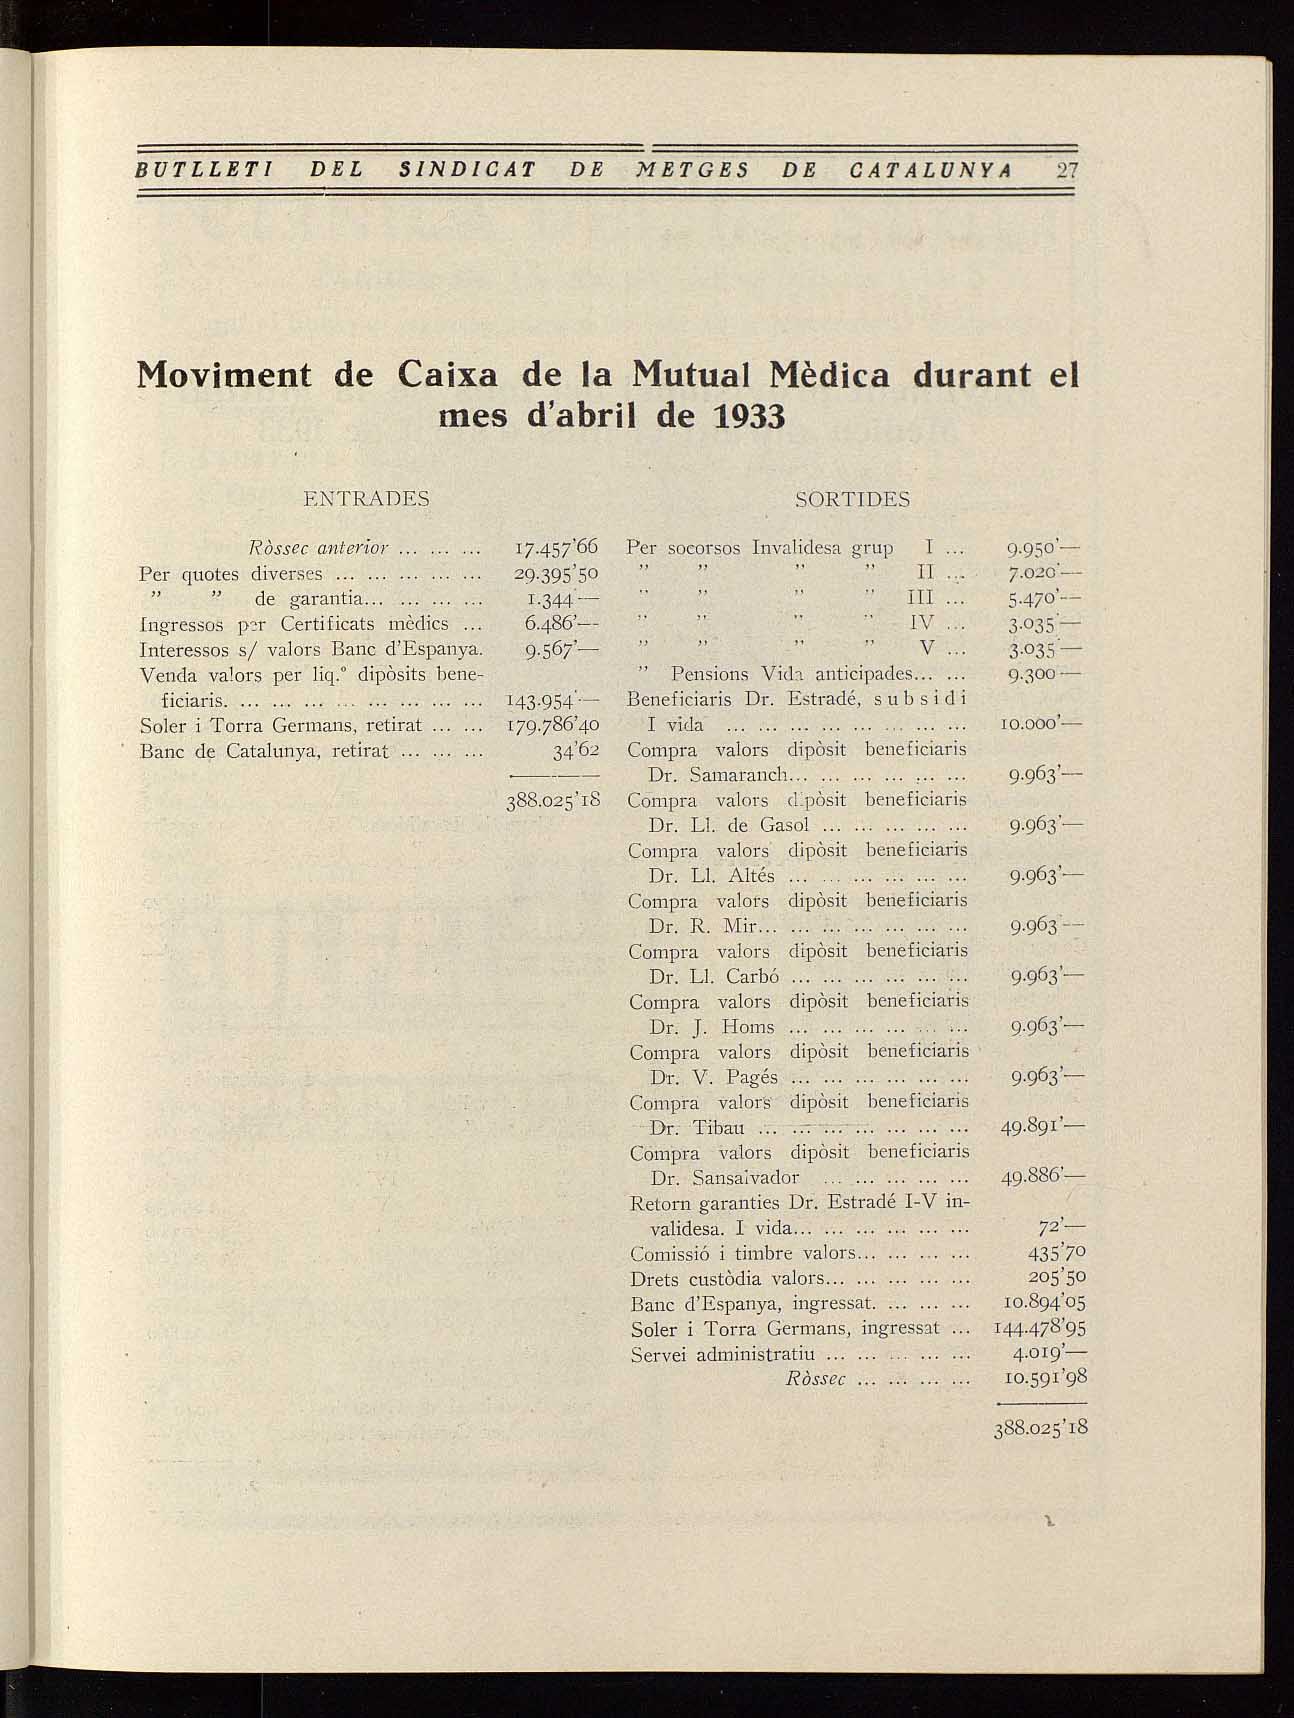 BUTLLETI DEL SINDICAT DE METGES DE CATALUNYA 27
Moviment de Caixa de la Mutual Mèdica durant el
mes d'abril de 1933
ENTRADES
Ròssec anterior ... ... ... 17.457'66
Per quotes diverses ... ... ... ... ... 29.395'50
" " de garantia... ... ... ... 1.344'—
Ingressos per Certificats mèdics ... 6.486'—
Interessos s/ valors Banc d'Espanya. 9.567'—
Venda valors per liq.º dipòsits bene-
ficiaris. ... ... ... ... ... ... ... ... 143.954'—
Soler i Torra Germans, retirat ... ... 179.786'40
Banc de Catalunya, retirat ... ... ... 34'62
388.025'18
SORTIDES
Per socorsos Invalidesa grup I ... 9.950'—
" " " " II ... 7.020'—
" " " " III ... 5.470'—
" " " " IV ... 3.035'—
" " " " V ... 3.035'—
" Pensions Vida anticipades... ... 9.300'—
Beneficiaris Dr. Estradé, subsidi
I vida ... ... ... ... ... ... ... ... 10.000'—
Compra valors dipòsit beneficiaris
Dr. Samaranch... ... ... ... ... ... 9.963'—
Compra valors dipòsit beneficiaris
Dr. Ll. de Gasol ... ... ... ... ... 9.963'—
Compra valors dipòsit beneficiaris
Dr. Ll. Altés ... ... ... ... ... ... 9.963'—
Compra valors dipòsit beneficiaris
Dr. R. Mir... ... ... ... ... ... ... 9.963'—
Compra valors dipòsit beneficiaris
Dr. Ll. Carbó ... ... ... ... ... ... 9.963'—
Compra valors dipòsit beneficiaris
Dr. J. Homs ... ... ... ... ... ... 9.963'—
Compra valors dipòsit beneficiaris
Dr. V. Pagés ... ... ... ... ... ... 9.963'—
Compra valors dipòsit beneficiaris
Dr. Tibau ... ... ... ... ... ... ... 49.891'—
Compra valors dipòsit beneficiaris
Dr. Sansalvador ... ... ... ... ... 49.886'—
Retorn garanties Dr. Estradé I-V in-
validesa. I vida... ... ... ... ... ... 72'—
Comissió i timbre valors... ... ... ... 435'70
Drets custòdia valors... ... ... ... ... 205'50
Banc d'Espanya, ingressat. ... ... ... 10.894'05
Soler i Torra Germans, ingressat ... 144.478'95
Servei administratiu ... ... ... ... ... 4.019'—
Ròssec ... ... ... ... 10.591'98
388.025'18